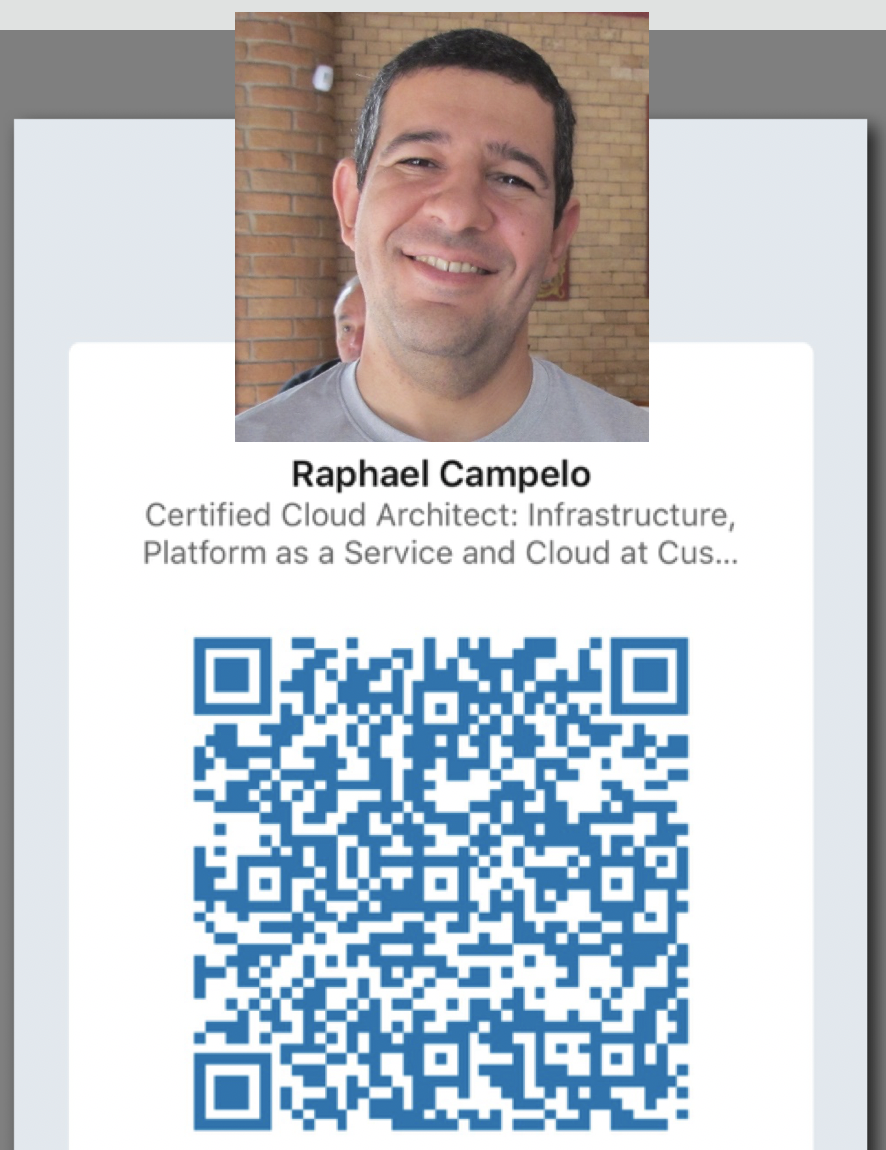 Raphael Campelo
Certified Cloud Architect: Infrastructure,
Platform as a Service and Cloud at Cus...